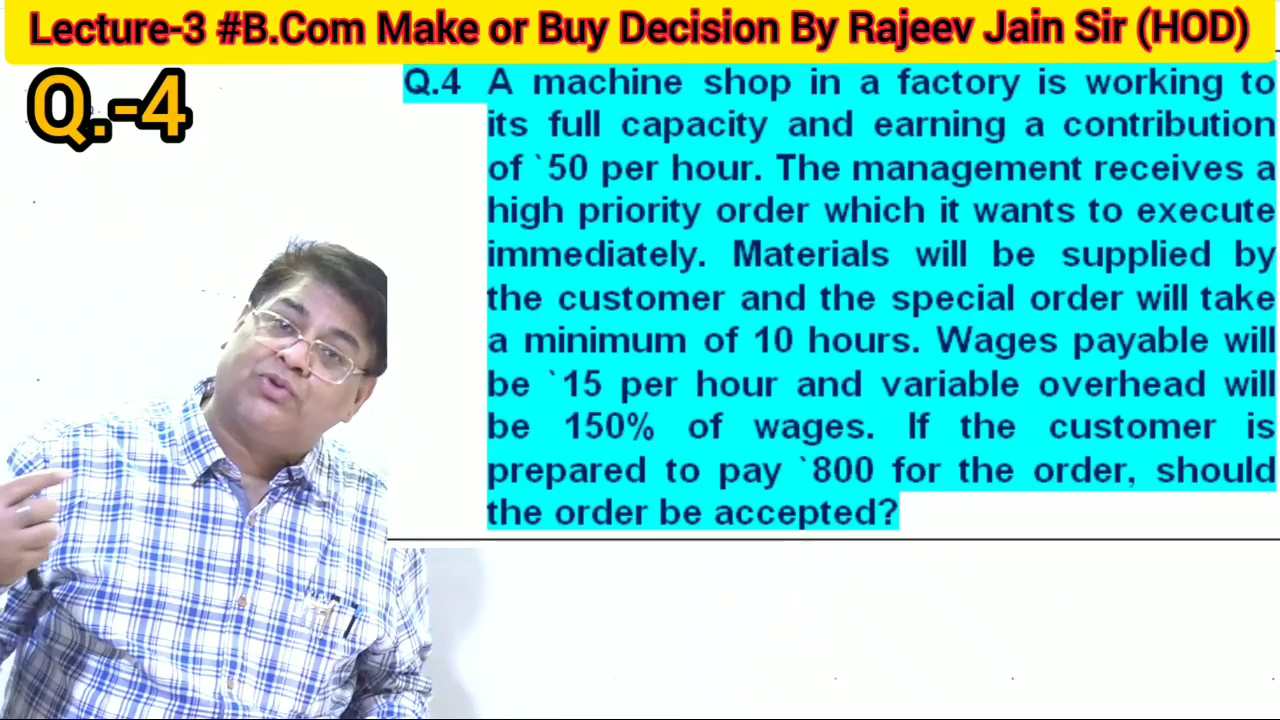 Lecture-3 #B.Com Make or Buy Decision By Rajeev Jain Sir (HOD)
Q.-4
Q.4 A machine shop in a factory is working to
its full capacity and earning a contribution
of `50 per hour. The management receives a
high priority order which it wants to execute
immediately. Materials will be supplied by
the customer and the special order will take
a minimum of 10 hours. Wages payable will
be `15 per hour and variable overhead will
be 150% of wages. If the customer is
prepared to pay `800 for the order, should
the order be accepted?